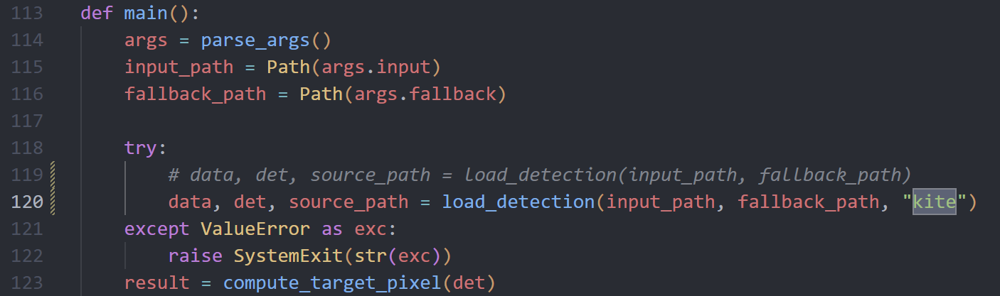 113 def main():
114     args = parse_args()
115     input_path = Path(args.input)
116     fallback_path = Path(args.fallback)
117
118     try:
119         # data, det, source_path = load_detection(input_path, fallback_path)
120         data, det, source_path = load_detection(input_path, fallback_path, "kite")
121     except ValueError as exc:
122         raise SystemExit(str(exc))
123     result = compute_target_pixel(det)